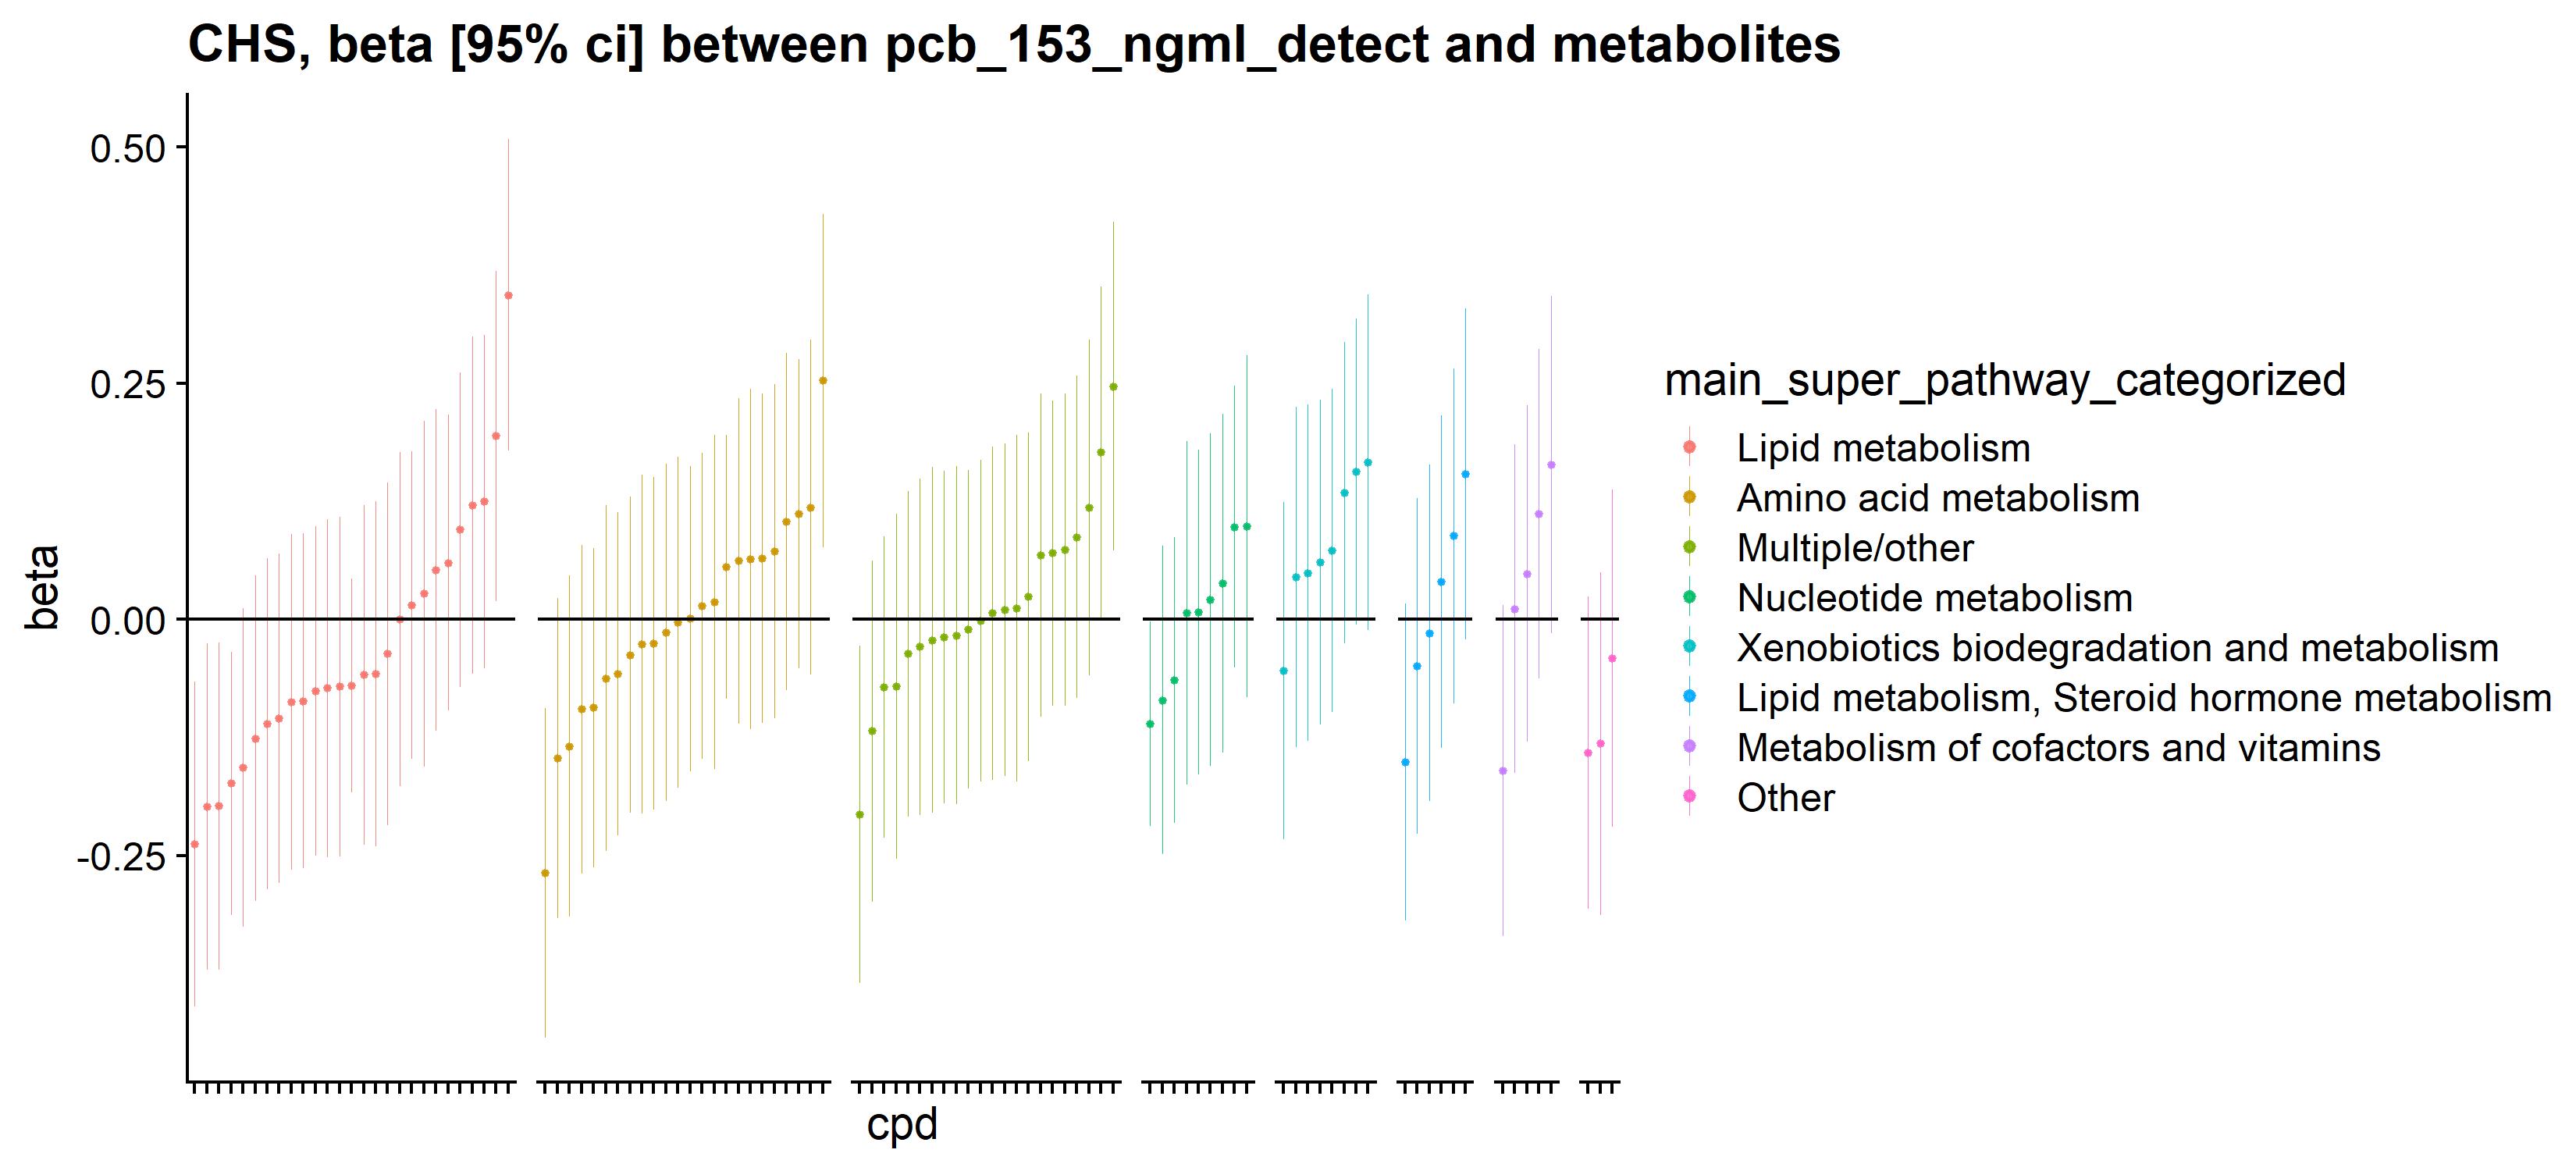 CHS, beta [95% ci] between pcb_153_ngml_detect and metabolites
0.50
0.25
0.00
-0.25
beta
cpd
main_super_pathway_categorized
Lipid metabolism
Amino acid metabolism
Multiple/other
Nucleotide metabolism
Xenobiotics biodegradation and metabolism
Lipid metabolism, Steroid hormone metabolism
Metabolism of cofactors and vitamins
Other